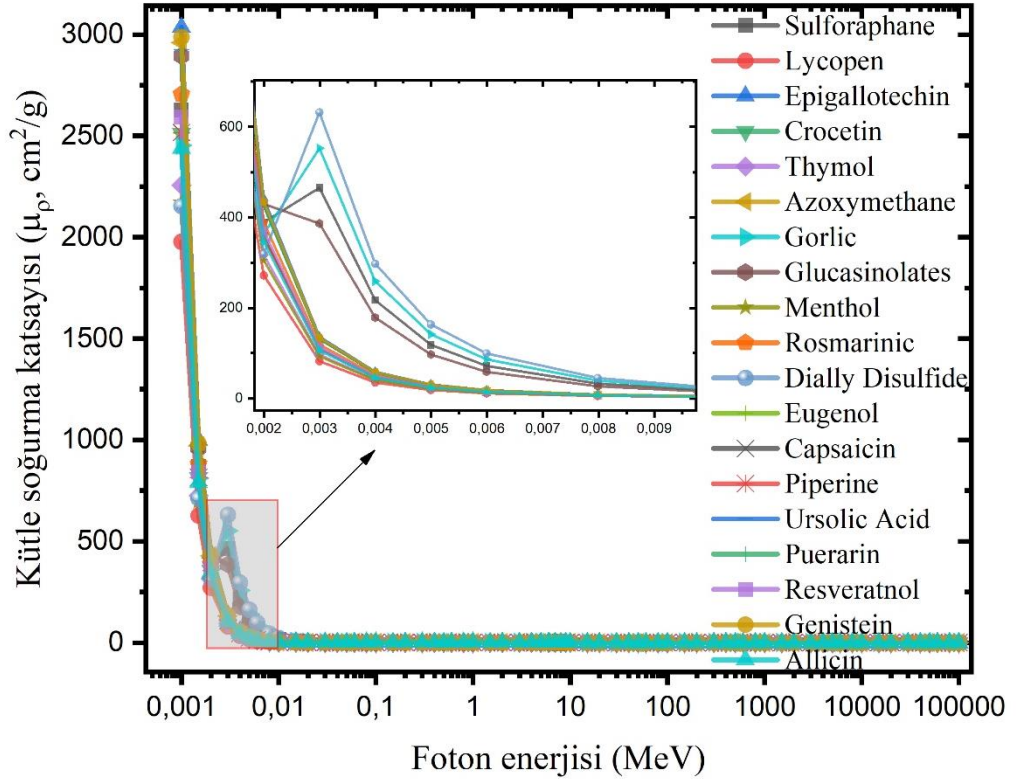 Kütle soğurma katsayısı (μρ, cm²/g)
3000
2500
2000
1500
1000
500
0
0,001
0,01
0,1
1
10
100
1000
10000
100000
Foton enerjisi (MeV)
600
400
200
0
0,002
0,003
0,004
0,005
0,006
0,007
0,008
0,009
Sulforaphane
Lycopen
Epigallotechin
Crocetin
Thymol
Azoxymethane
Gorlic
Glucasinolates
Menthol
Rosmarinic
Dially Disulfide
Eugenol
Capsaicin
Piperine
Ursolic Acid
Puerarin
Resveratnol
Genistein
Allicin